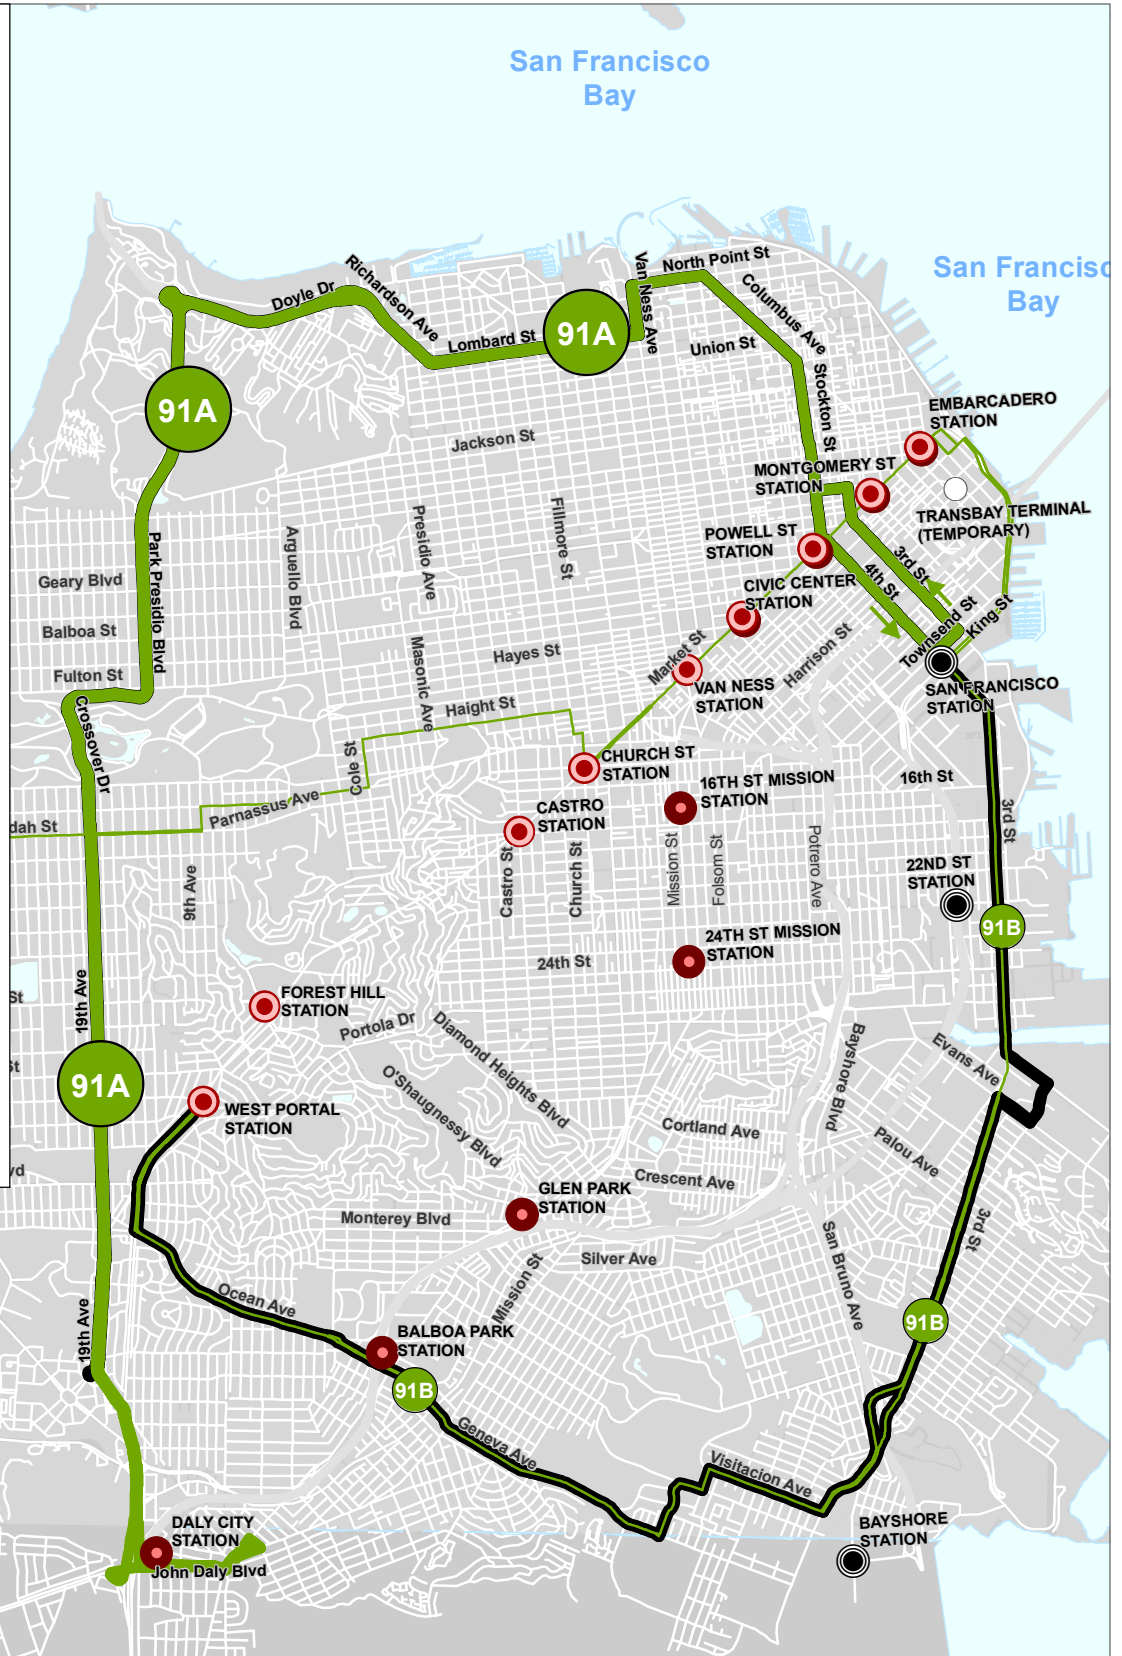 San Francisco
Bay
San Francisc
Bay
North Point St
Van Ness Ave
Richardson Ave
Doyle Dr
Columbus Ave
91A
Lombard St
Union St
Stockton St
91A
EMBARCADERO
STATION
Jackson St
MONTGOMERY ST
STATION
Fillmore St
Presidio Ave
TRANSBAY TERMINAL
(TEMPORARY)
Arguello Blvd
Park Presidio Blvd
POWELL ST
STATION
3rd St
4th St
Geary Blvd
CIVIC CENTER
STATION
Balboa St
Townsend St
King St
Hayes St
Masonic Ave
Market St
Harrison St
Fulton St
VAN NESS
STATION
SAN FRANCISCO
STATION
Haight St
Crossover Dr
Cole St
CHURCH ST
STATION
16TH ST MISSION
STATION
16th St
Parnassus Ave
CASTRO
STATION
3rd St
dah St
Castro St
Church St
Mission St
Folsom St
Potrero Ave
22ND ST
STATION
9th Ave
91B
24TH ST MISSION
STATION
24th St
St
19th Ave
FOREST HILL
STATION
Portola Dr
Diamond Heights Blvd
Bayshore Blvd
Evans Ave
St
91A
O'Shaugnessy Blvd
WEST PORTAL
STATION
Cortland Ave
Palou Ave
vd
Crescent Ave
GLEN PARK
STATION
Monterey Blvd
3rd St
Silver Ave
San Bruno Ave
Mission St
Ocean Ave
19th Ave
BALBOA PARK
STATION
91B
91B
Geneva Ave
Visitacion Ave
DALY CITY
STATION
BAYSHORE
STATION
John Daly Blvd